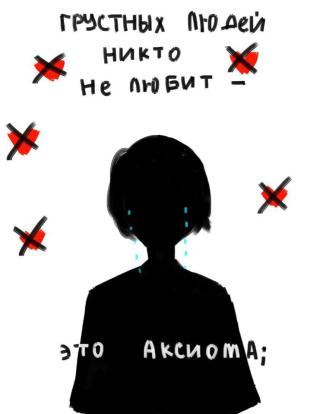 ГРУСТНЫХ ЛЮДЕЙ
НИКТО
НЕ ЛЮБИТ –
ЭТО АКСИОМА;